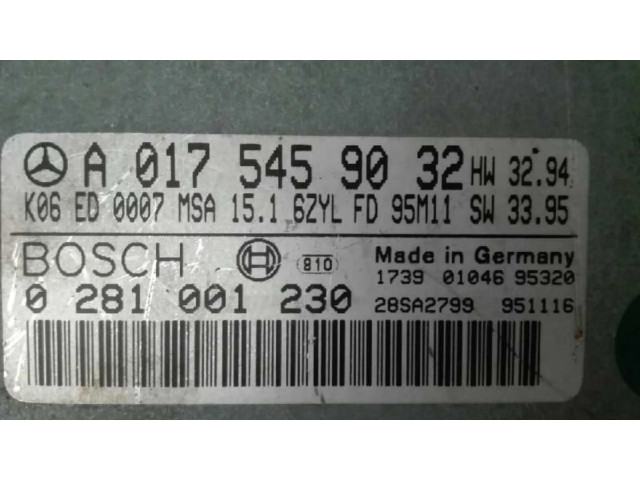 A 017 545 90 32 HW 32.94
K06 ED 0007 MSA 15.1 6ZYL FD 95M11 SW 33.95
BOSCH 810 Made in Germany
1739 01046 95320
0 281 001 230 28SA2799 951116